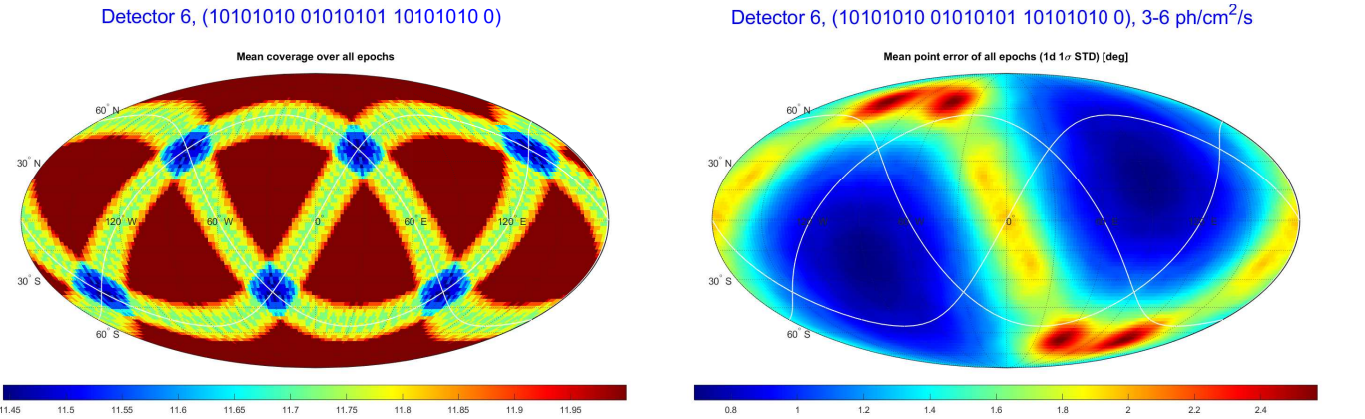 Detector 6, (10101010 01010101 10101010 0)
Mean coverage over all epochs
60° N
30° N
120° W 60° W 0° 60° E 120° E
30° S
60° S
11.45 11.5 11.55 11.6 11.65 11.7 11.75 11.8 11.85 11.9 11.95
Detector 6, (10101010 01010101 10101010 0), 3-6 ph/cm²/s
Mean point error of all epochs (1d 1σ STD) [deg]
60° N
30° N
0°
30° S
60° S
0.8 1 1.2 1.4 1.6 1.8 2 2.2 2.4